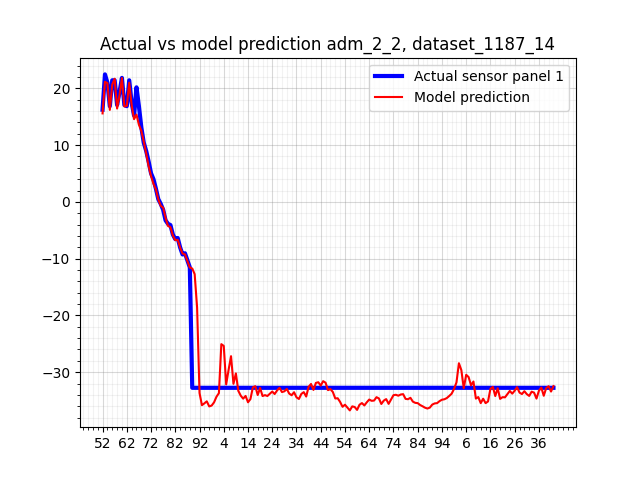 Actual vs model prediction adm_2_2, dataset_1187_14
Actual sensor panel 1
Model prediction
20
10
0
−10
−20
−30
52 62 72 82 92 4 14 24 34 44 54 64 74 84 94 6 16 26 36